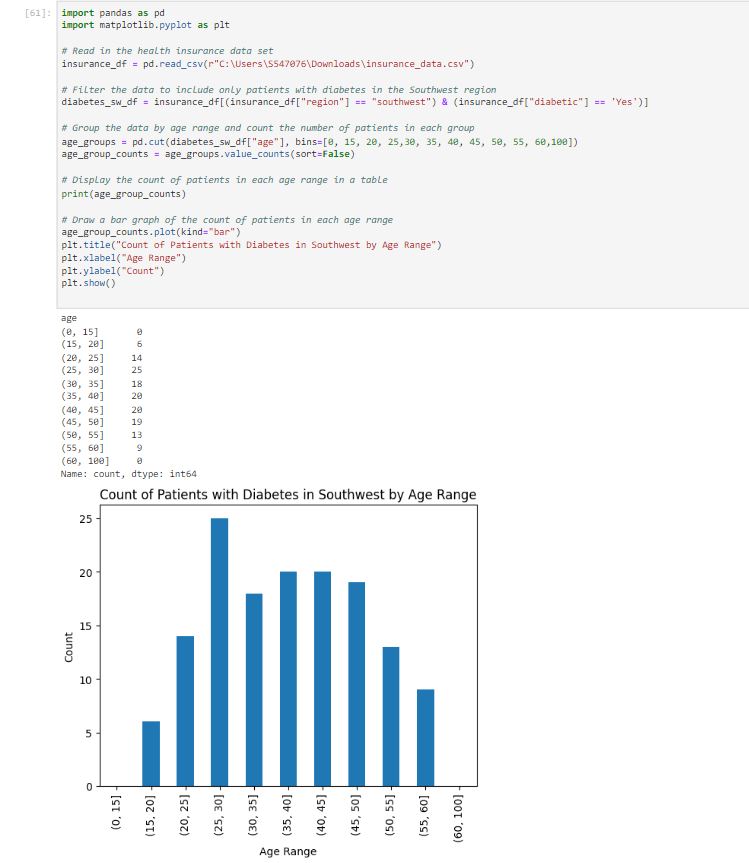 [61]:
import pandas as pd
import matplotlib.pyplot as plt
# Read in the health insurance data set
insurance_df = pd.read_csv(r"C:\Users\S547076\Downloads\insurance_data.csv")
# Filter the data to include only patients with diabetes in the Southwest region
diabetes_sw_df = insurance_df[(insurance_df["region"] == "southwest") & (insurance_df["diabetic"] == 'Yes')]
# Group the data by age range and count the number of patients in each group
age_groups = pd.cut(diabetes_sw_df["age"], bins=[0, 15, 20, 25,30, 35, 40, 45, 50, 55, 60,100])
age_group_counts = age_groups.value_counts(sort=False)
# Display the count of patients in each age range in a table
print(age_group_counts)
# Draw a bar graph of the count of patients in each age range
age_group_counts.plot(kind="bar")
plt.title("Count of Patients with Diabetes in Southwest by Age Range")
plt.xlabel("Age Range")
plt.ylabel("Count")
plt.show()
age
(0, 15] 0
(15, 20] 6
(20, 25] 14
(25, 30] 25
(30, 35] 18
(35, 40] 20
(40, 45] 20
(45, 50] 19
(50, 55] 13
(55, 60] 9
(60, 100] 0
Name: count, dtype: int64
Count of Patients with Diabetes in Southwest by Age Range
25
20
15
10
5
0
Count
(0, 15]
(15, 20]
(20, 25]
(25, 30]
(30, 35]
(35, 40]
(40, 45]
(45, 50]
(50, 55]
(55, 60]
(60, 100]
Age Range